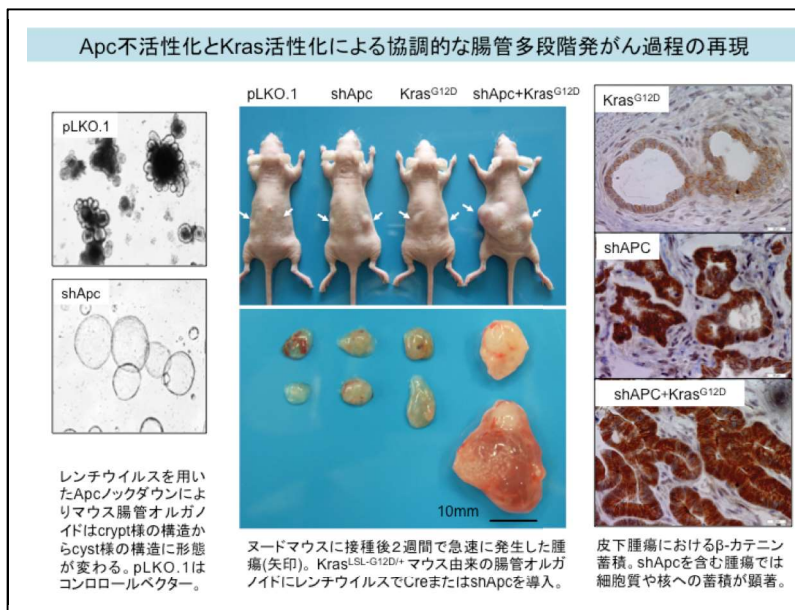 Apc不活性化とKras活性化による協調的な腸管多段階発がん過程の再現
pLKO.1
shApc
レンチウイルスを用い
たApcノックダウンによ
りマウス腸管オルガノ
イドはcrypt様の構造か
らcyst様の構造に形態
が変わる。pLKO.1は
コンロロールベクター。
pLKO.1 shApc KrasG12D shApc+KrasG12D
10mm
ヌードマウスに接種後2週間で急速に発生した腫
瘍(矢印)。KrasLSL-G12D/+マウス由来の腸管オルガ
ノイドにレンチウイルスでCreまたはshApcを導入。
KrasG12D
shAPC
shAPC+KrasG12D
皮下腫瘍におけるβ-カテニン
蓄積。shApcを含む腫瘍では
細胞質や核への蓄積が顕著。